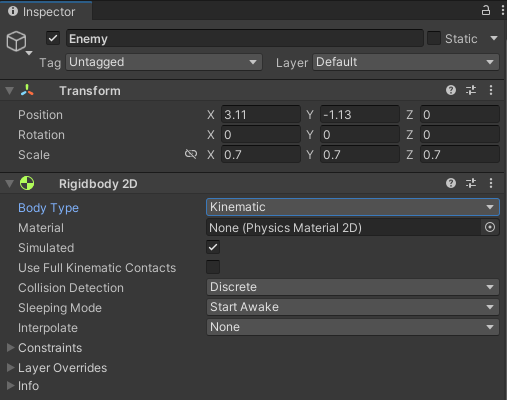 Inspector
Enemy Static
Tag Untagged Layer Default
Transform
Position X 3.11 Y -1.13 Z 0
Rotation X 0 Y 0 Z 0
Scale X 0.7 Y 0.7 Z 0.7
Rigidbody 2D
Body Type Kinematic
Material None (Physics Material 2D)
Simulated
Use Full Kinematic Contacts
Collision Detection Discrete
Sleeping Mode Start Awake
Interpolate None
Constraints
Layer Overrides
Info